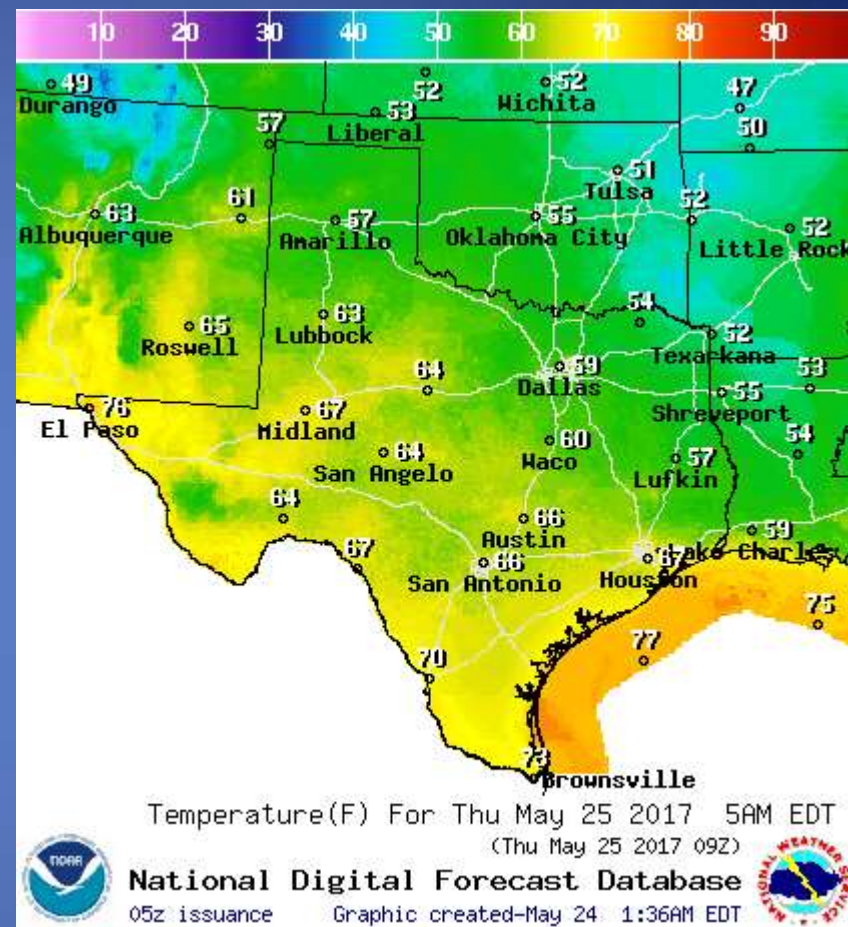 10 20 30 40 50 60 70 80 90
49
Durango
52
52
Wichita
47
53
Liberal
57
50
51
Tulsa
63
Albuquerque
61
57
Amarillo
55
Oklahoma City
52
52
Little Rock
65
Roswell
63
Lubbock
54
52
Texarkana
59
Dallas
64
55
Shreveport
53
76
El Paso
67
Midland
64
San Angelo
60
Waco
57
Lufkin
54
64
66
Austin
59
Lake Charles
67
66
San Antonio
67
Houston
75
77
70
73
Brownsville
Temperature(F) For Thu May 25 2017 5AM EDT
(Thu May 25 2017 09Z)
NOAA
National Digital Forecast Database
NATIONAL WEATHER SERVICE
05z issuance Graphic created-May 24 1:36AM EDT